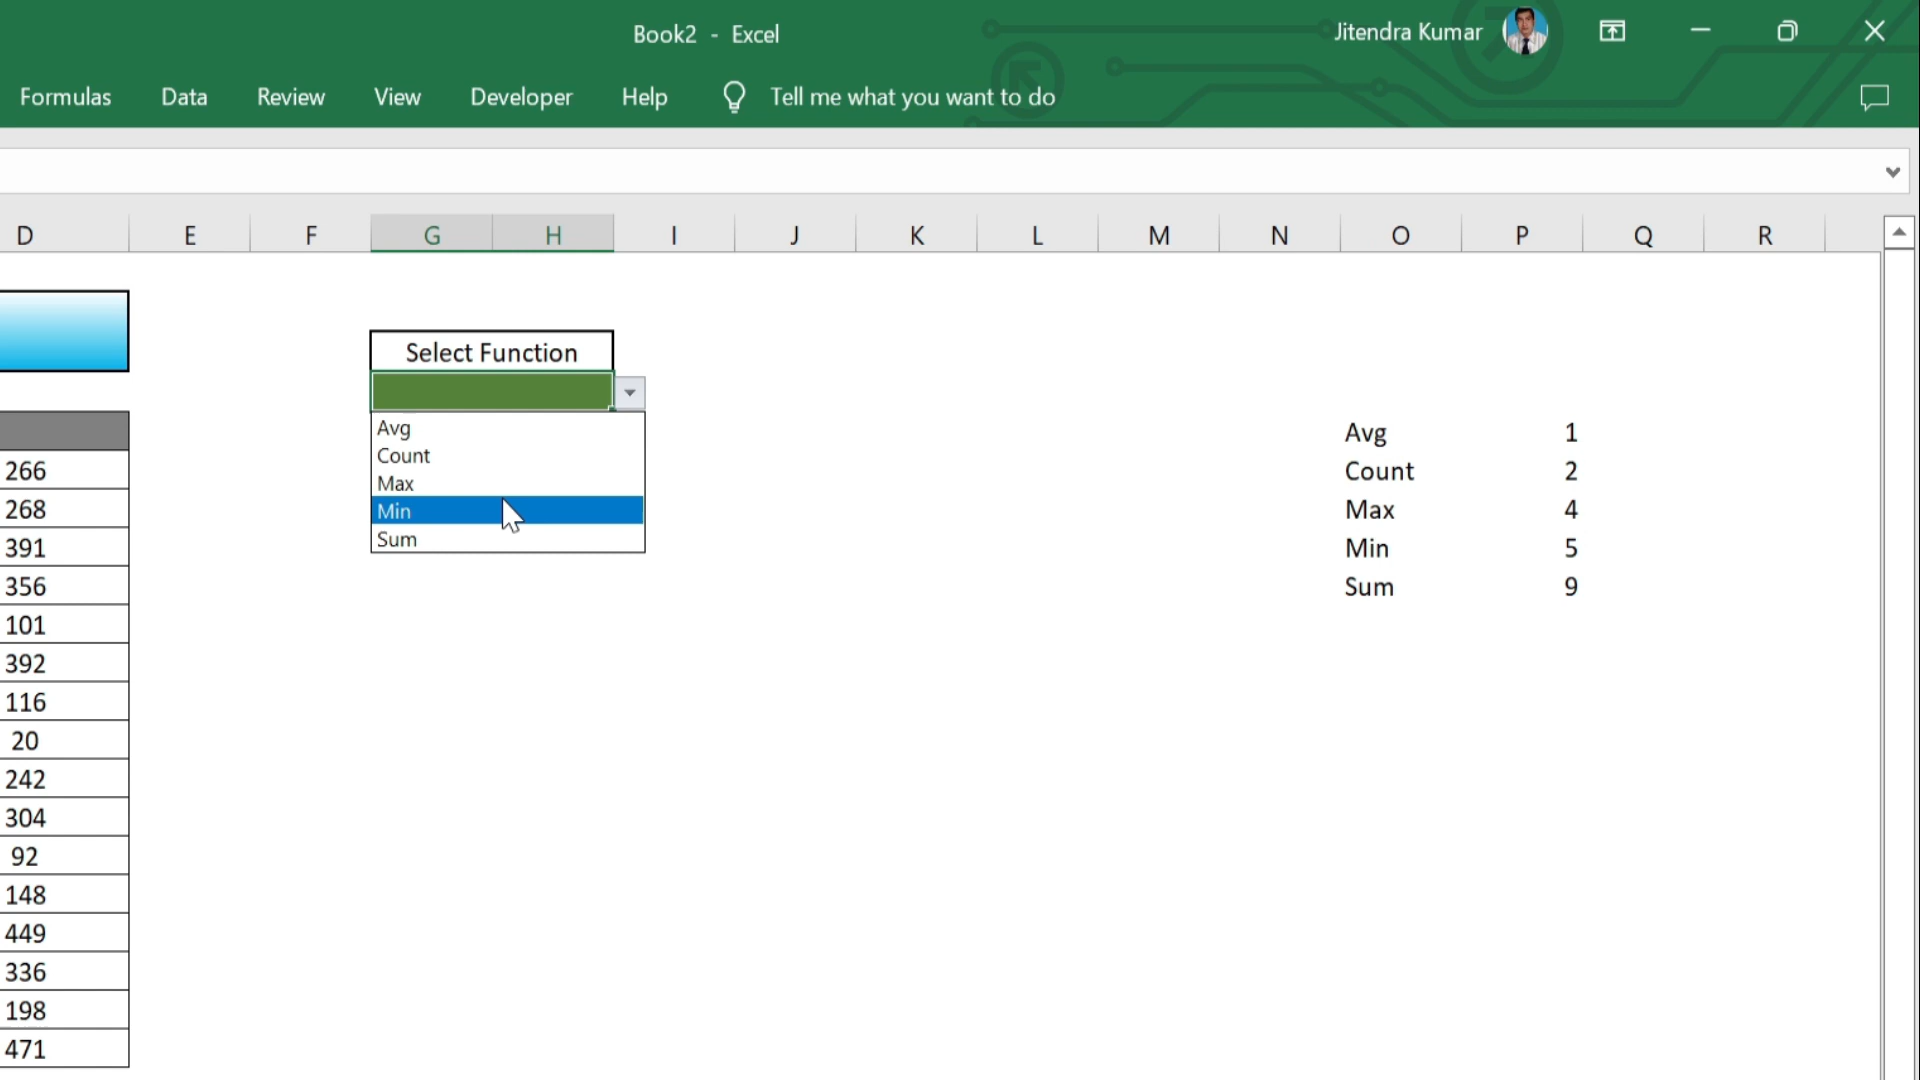 Book2 - Excel
Jitendra Kumar
Formulas Data Review View Developer Help Tell me what you want to do
D E F G H I J K L M N O P Q R
Select Function
Avg
Count
Max
Min
Sum
Avg 1
Count 2
Max 4
Min 5
Sum 9
266
268
391
356
101
392
116
20
242
304
92
148
449
336
198
471